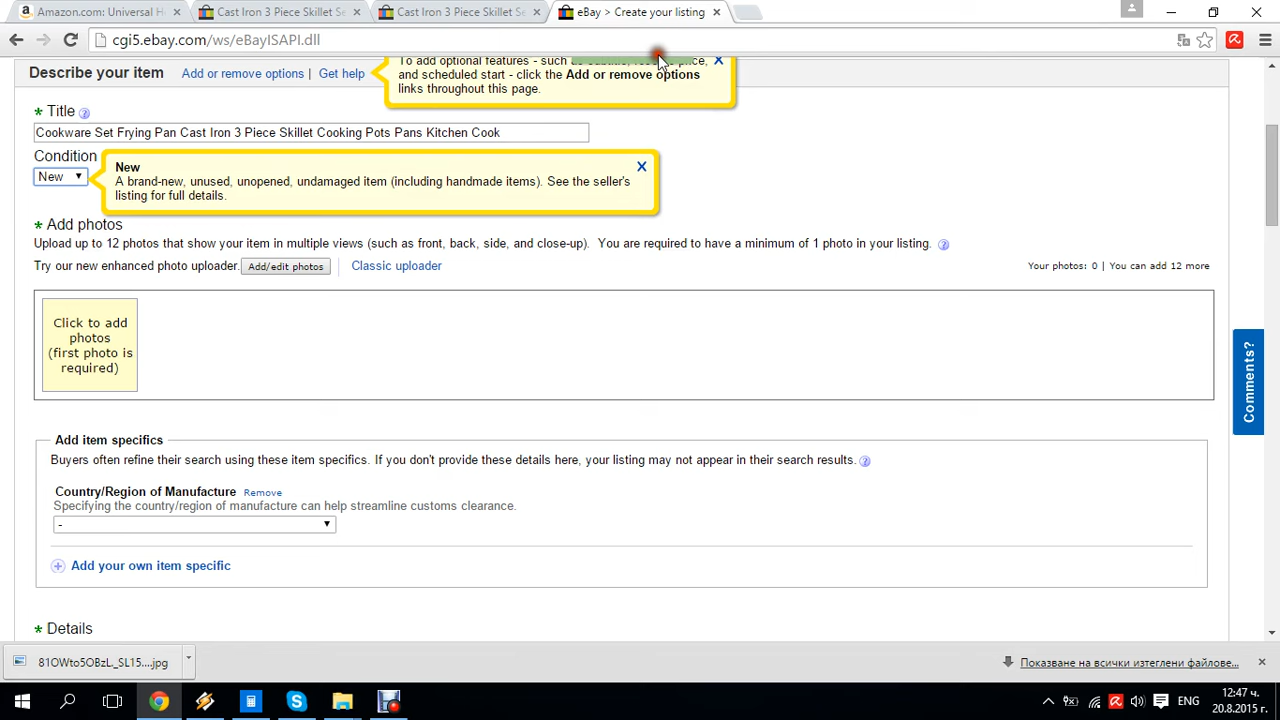 Amazon.com: Universal H
Cast Iron 3 Piece Skillet Se
Cast Iron 3 Piece Skillet Se
eBay > Create your listing
cgi5.ebay.com/ws/eBayISAPI.dll
To add optional features - such as subtitle, reserve price,
Describe your item Add or remove options | Get help
and scheduled start - click the Add or remove options
links throughout this page.
* Title
Cookware Set Frying Pan Cast Iron 3 Piece Skillet Cooking Pots Pans Kitchen Cook
Condition
New
New
A brand-new, unused, unopened, undamaged item (including handmade items). See the seller's
listing for full details.
* Add photos
Upload up to 12 photos that show your item in multiple views (such as front, back, side, and close-up). You are required to have a minimum of 1 photo in your listing.
Try our new enhanced photo uploader. Add/edit photos | Classic uploader
Your photos: 0 | You can add 12 more
Click to add
photos
(first photo is
required)
Comments?
Add item specifics
Buyers often refine their search using these item specifics. If you don't provide these details here, your listing may not appear in their search results.
Country/Region of Manufacture Remove
Specifying the country/region of manufacture can help streamline customs clearance.
-
Add your own item specific
* Details
81OWto5OBzL._SL15....jpg
Показване на всички изтеглени файлове...
ENG
12:47 ч.
20.8.2015 г.